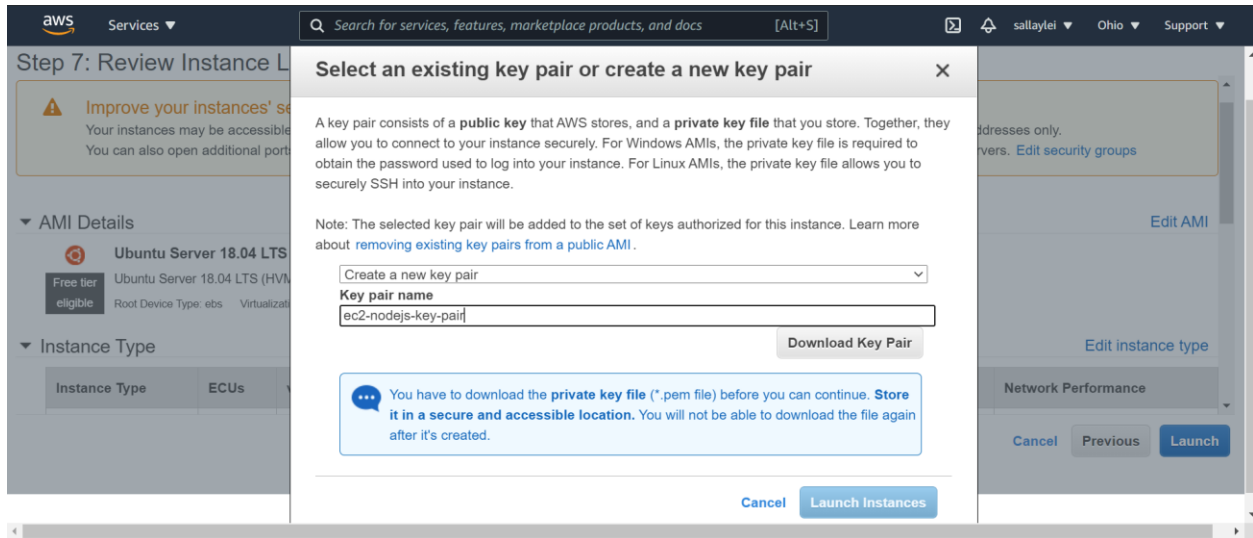 aws Services ▼ Search for services, features, marketplace products, and docs [Alt+S] sallaylei ▼ Ohio ▼ Support ▼
Step 7: Review Instance L
Select an existing key pair or create a new key pair
Improve your instances' se
Your instances may be accessible
ddresses only.
You can also open additional ports
rvers. Edit security groups
A key pair consists of a public key that AWS stores, and a private key file that you store. Together, they
allow you to connect to your instance securely. For Windows AMIs, the private key file is required to
obtain the password used to log into your instance. For Linux AMIs, the private key file allows you to
securely SSH into your instance.
Note: The selected key pair will be added to the set of keys authorized for this instance. Learn more
about removing existing key pairs from a public AMI.
AMI Details
Edit AMI
Ubuntu Server 18.04 LTS
Free tier
eligible
Ubuntu Server 18.04 LTS (HVM
Root Device Type: ebs Virtualizati
Create a new key pair
Key pair name
ec2-nodejs-key-pair
Download Key Pair
Instance Type
Edit instance type
Instance Type ECUs
Network Performance
You have to download the private key file (*.pem file) before you can continue. Store
it in a secure and accessible location. You will not be able to download the file again
after it's created.
Cancel Previous Launch
Cancel Launch Instances